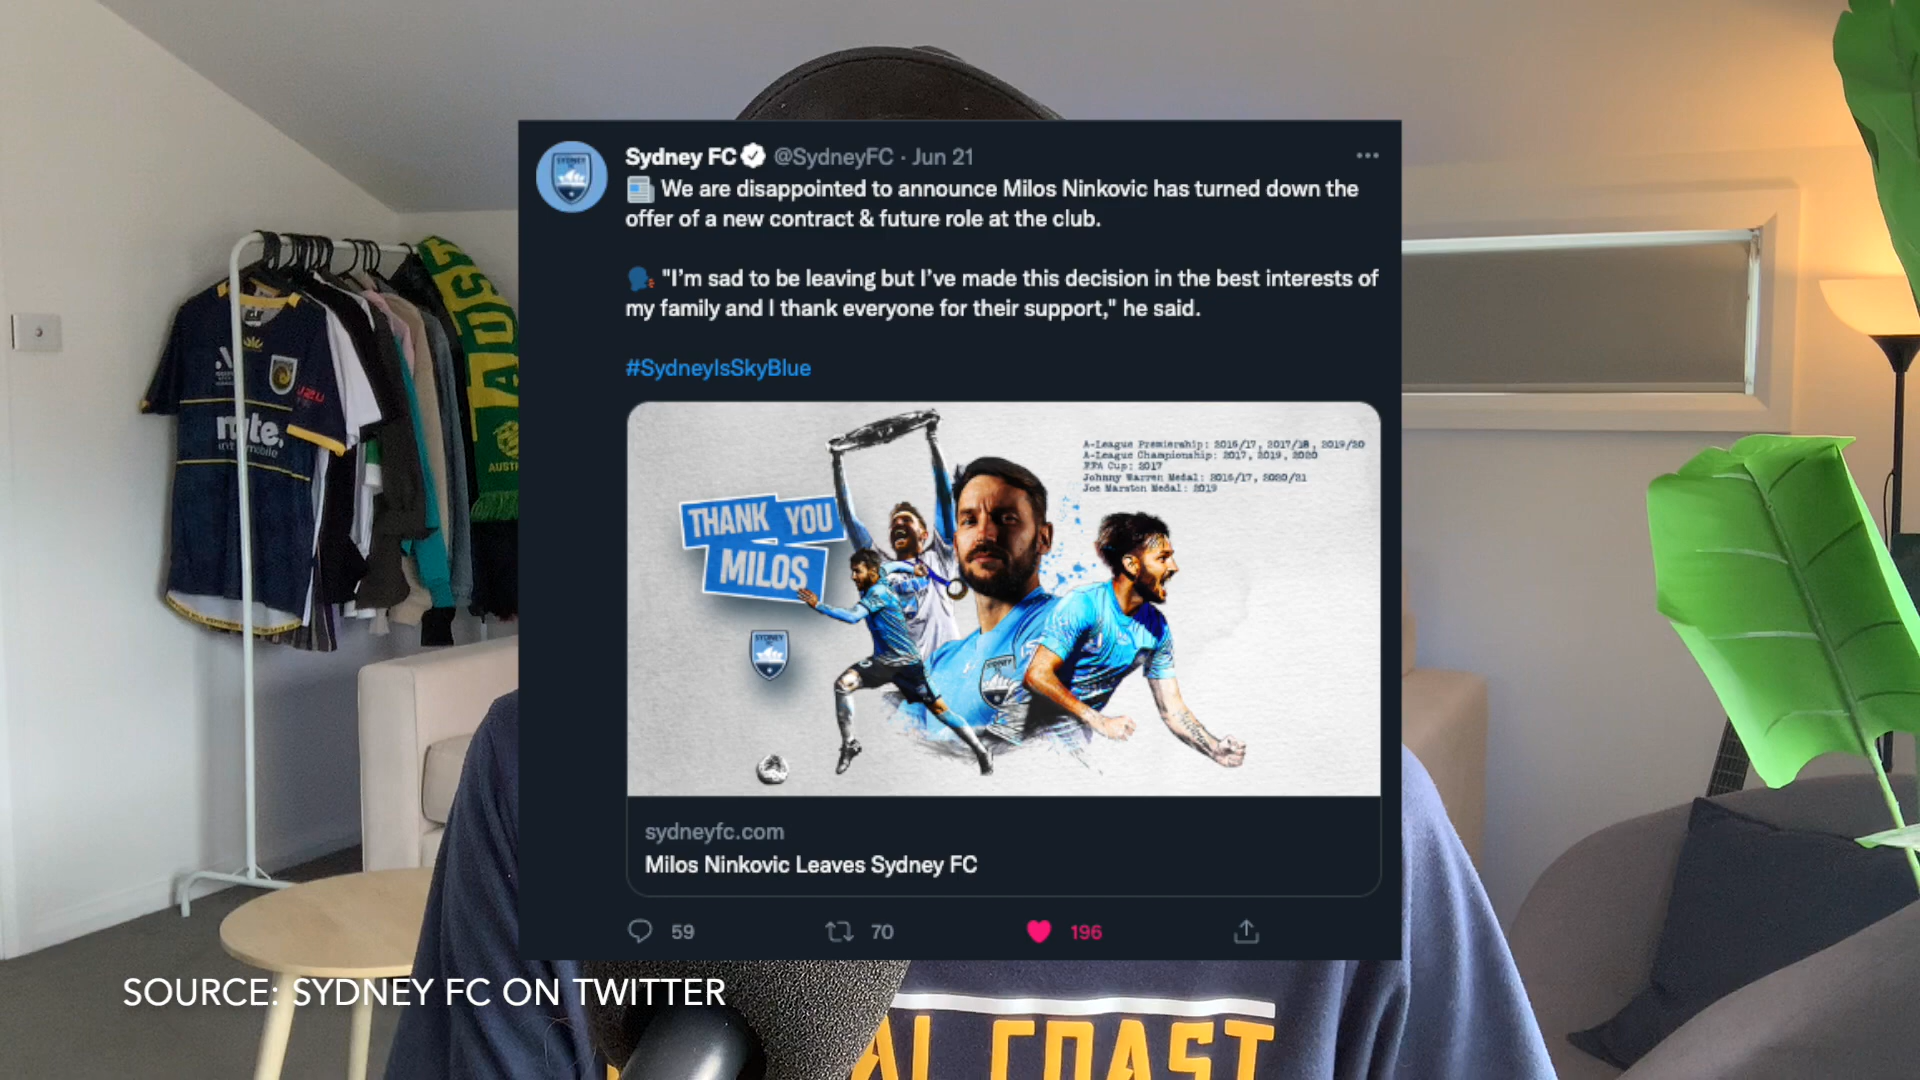 Sydney FC @SydneyFC · Jun 21
We are disappointed to announce Milos Ninkovic has turned down the
offer of a new contract & future role at the club.
"I'm sad to be leaving but I've made this decision in the best interests of
my family and I thank everyone for their support," he said.
#SydneyIsSkyBlue
A-League Premiership: 2016/17, 2017/18, 2019/20
A-League Championship: 2017, 2019, 2020
FFA Cup: 2017
Johnny Warren Medal: 2016/17, 2020/21
Joe Marston Medal: 2019
THANK YOU
MILOS
SYDNEY
sydneyfc.com
Milos Ninkovic Leaves Sydney FC
59 70 196
SOURCE: SYDNEY FC ON TWITTER
AUST
COAST